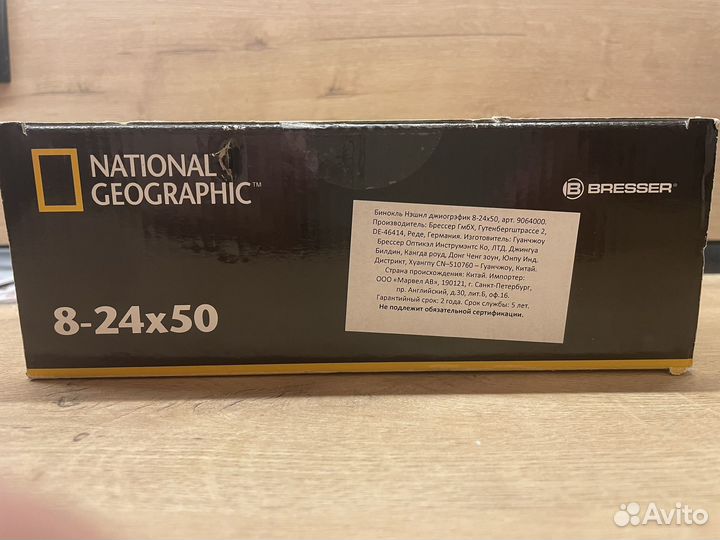 NATIONAL
GEOGRAPHIC™
BRESSER®
8-24x50
Бинокль Нэшнл джиогрэфик 8-24x50, арт. 9064000.
Производитель: Брессер ГмбХ, Гутенбергштрассе 2,
DE-46414, Реде, Германия. Изготовитель: Гуанчжоу
Брессер Оптикэл Инструмэнтс Ко, ЛТД, Джингуа
Билдин, Кангда роуд, Донг Ченг зоун, Юнпу Инд.
Дистрикт, Хуангпу CN–510760 – Гуанчжоу, Китай.
Страна происхождения: Китай. Импортер:
ООО «Марвел АВ», 190121, г. Санкт-Петербург,
пр. Английский, д.30, лит.Б, оф.16.
Гарантийный срок: 2 года. Срок службы: 5 лет.
Не подлежит обязательной сертификации.
Avito